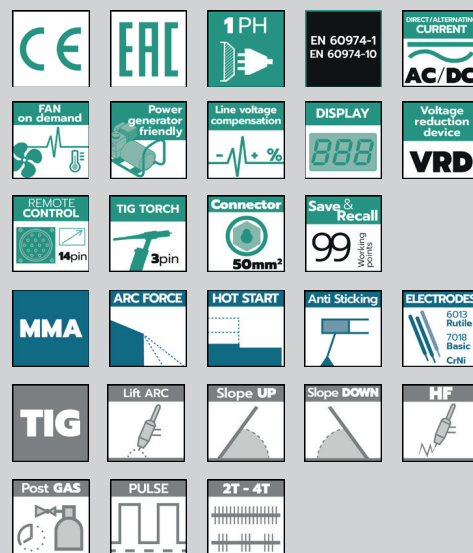 CE
EAC
1PH
EN 60974-1
EN 60974-10
DIRECT/ALTERNATING
CURRENT
AC/DC
FAN
on demand
Power
generator
friendly
Line voltage
compensation
- + %
DISPLAY
888
Voltage
reduction
device
VRD
REMOTE
CONTROL
14pin
TIG TORCH
3pin
Connector
50mm²
Save &
Recall
99 Working
points
MMA
ARC FORCE
HOT START
Anti Sticking
ELECTRODES
6013
Rutile
7018
Basic
CrNi
TIG
Lift ARC
Slope UP
Slope DOWN
HF
Post GAS
PULSE
2T - 4T